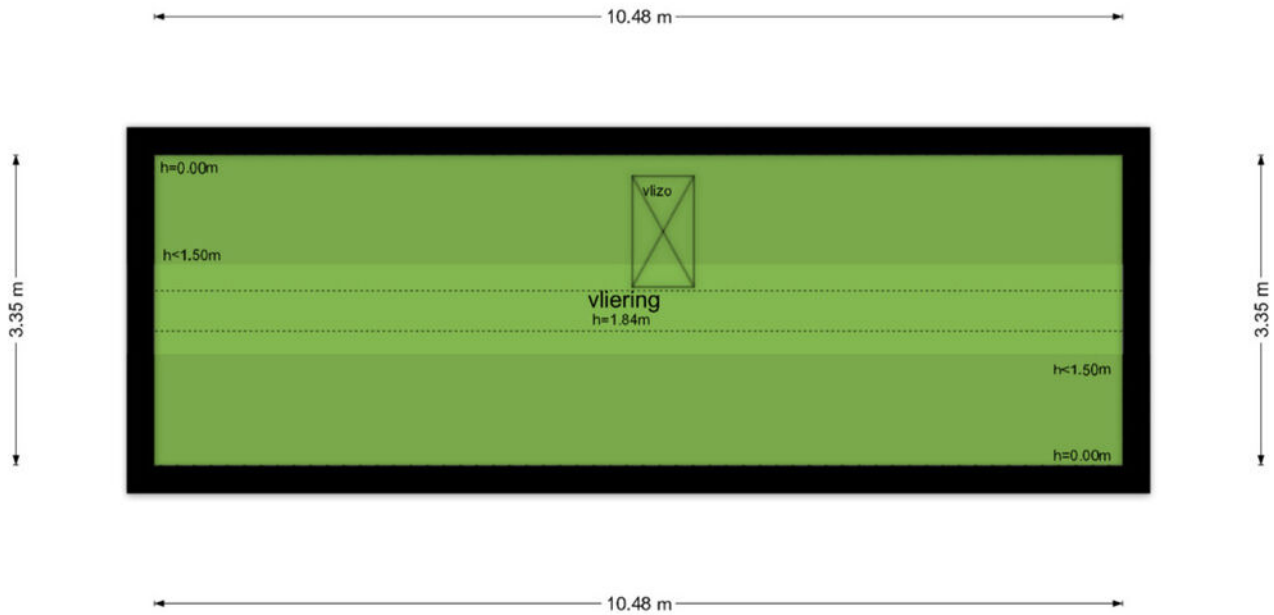 10.48 m
h=0.00m
vlizo
h<1.50m
3.35 m
3.35 m
vliering
h=1.84m
h<1.50m
h=0.00m
10.48 m